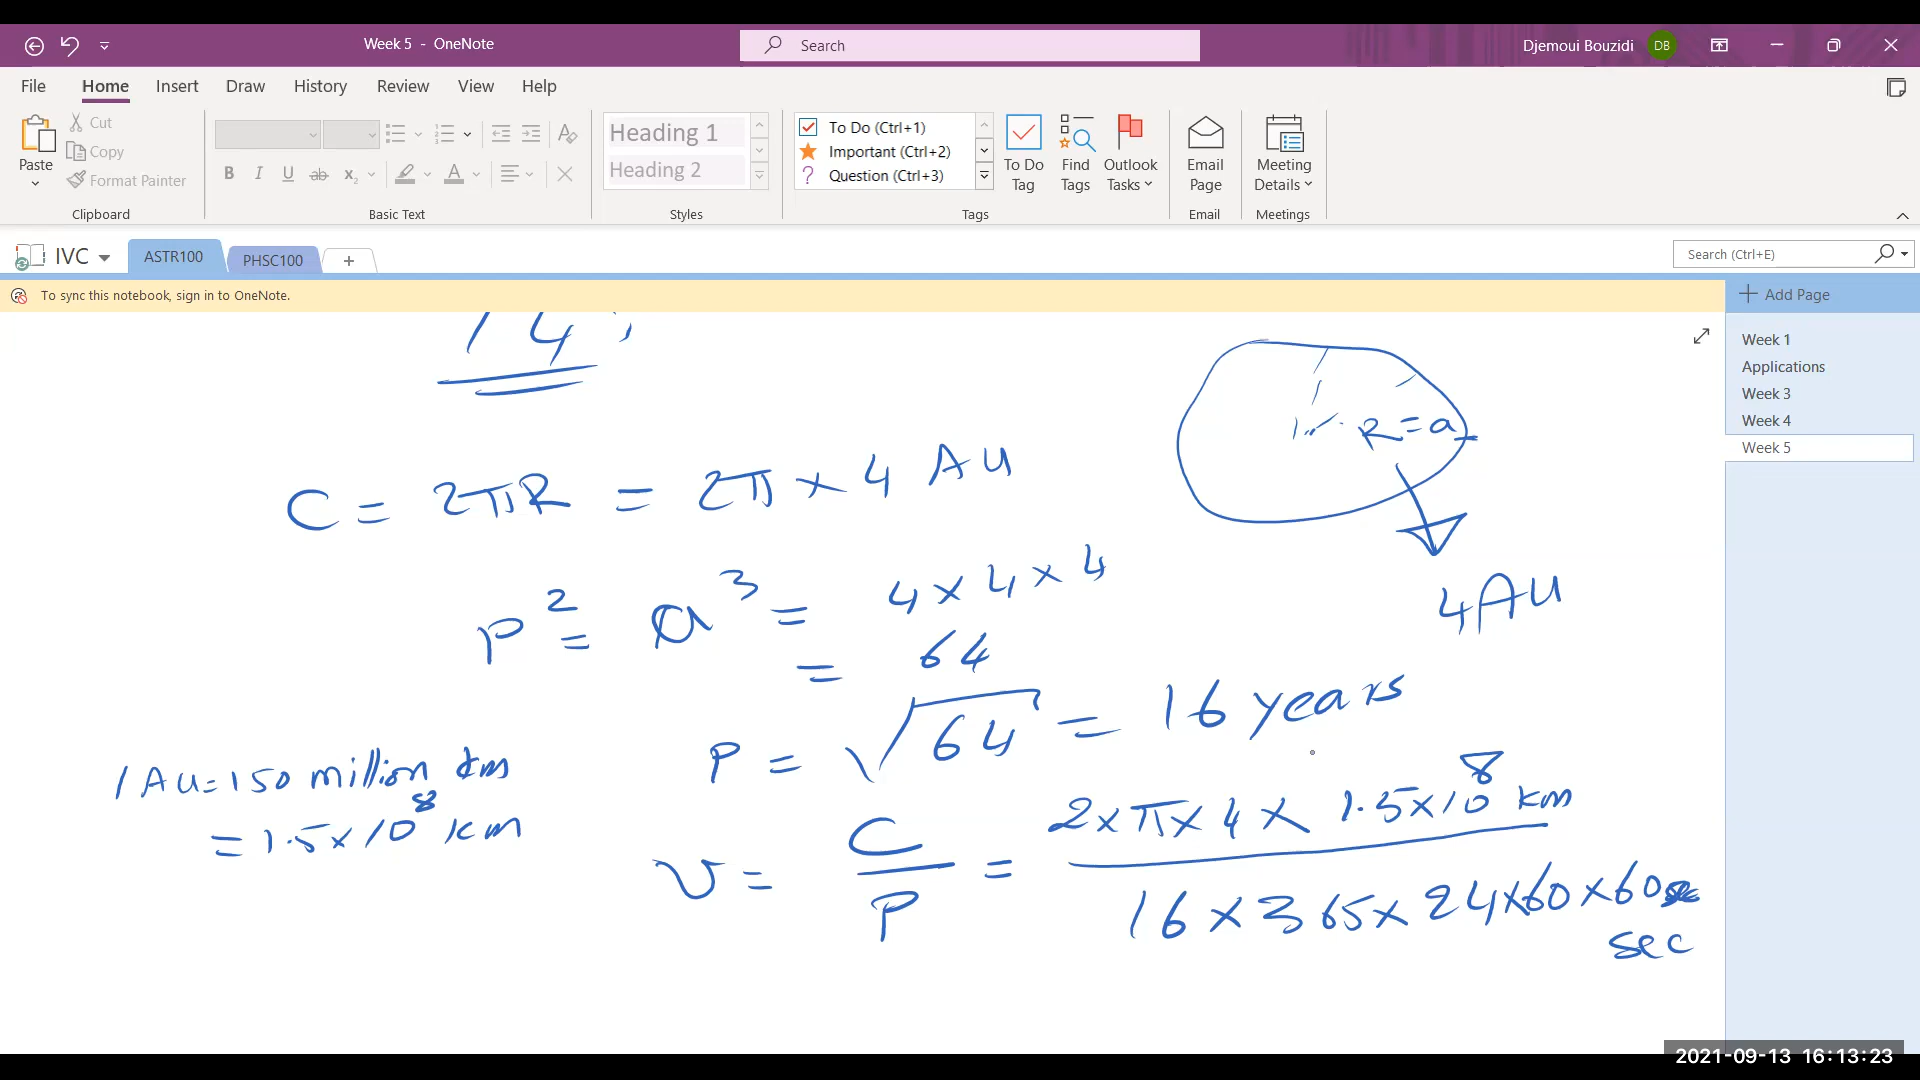 Week 5 - OneNote
Search
Djemoui Bouzidi
DB
File Home Insert Draw History Review View Help
Paste
Cut
Copy
Format Painter
Clipboard
B I U ab x₂ A
Basic Text
Heading 1
Heading 2
Styles
To Do (Ctrl+1)
Important (Ctrl+2)
Question (Ctrl+3)
To Do Tag
Find Tags
Outlook Tasks
Tags
Email Page
Email
Meeting Details
Meetings
IVC
ASTR100
PHSC100
+
Search (Ctrl+E)
To sync this notebook, sign in to OneNote.
Add Page
Week 1
Applications
Week 3
Week 4
Week 5
R = a
C = 2πR = 2π × 4 AU
4AU
P² = a³ = 4 × 4 × 4
= 64
P = √64 = 16 years
1 AU = 150 million km
= 1.5 × 10⁸ km
v = C/P = 2 × π × 4 × 1.5 × 10⁸ km
16 × 365 × 24 × 60 × 60
sec
2021-09-13 16:13:23